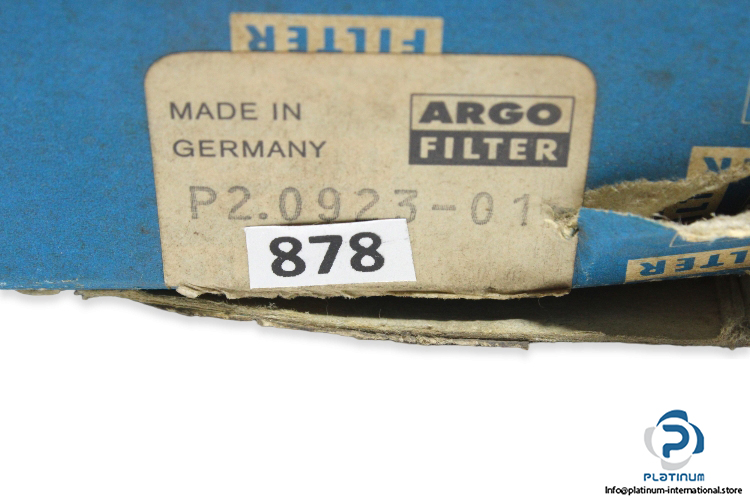 FILTER
MADE IN
GERMANY
ARGO
FILTER
P2.0923-01
878
FILTER
PLATINUM
Info@platinum-international.store